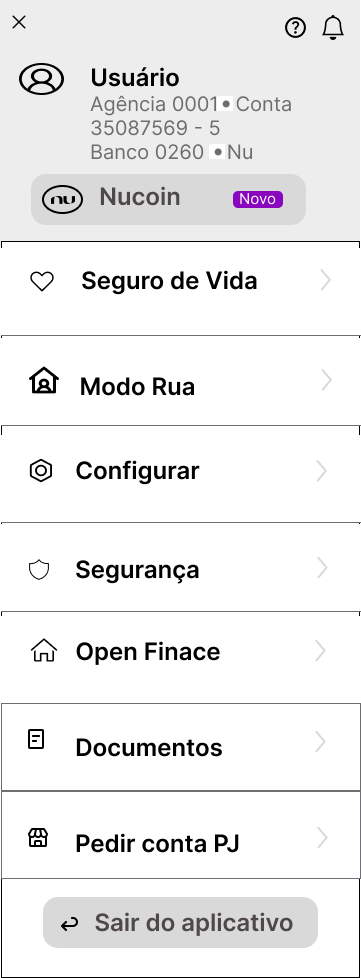 Usuário
Agência 0001 • Conta
35087569 - 5
Banco 0260 • Nu
nu Nucoin Novo
Seguro de Vida
Modo Rua
Configurar
Segurança
Open Finace
Documentos
Pedir conta PJ
Sair do aplicativo